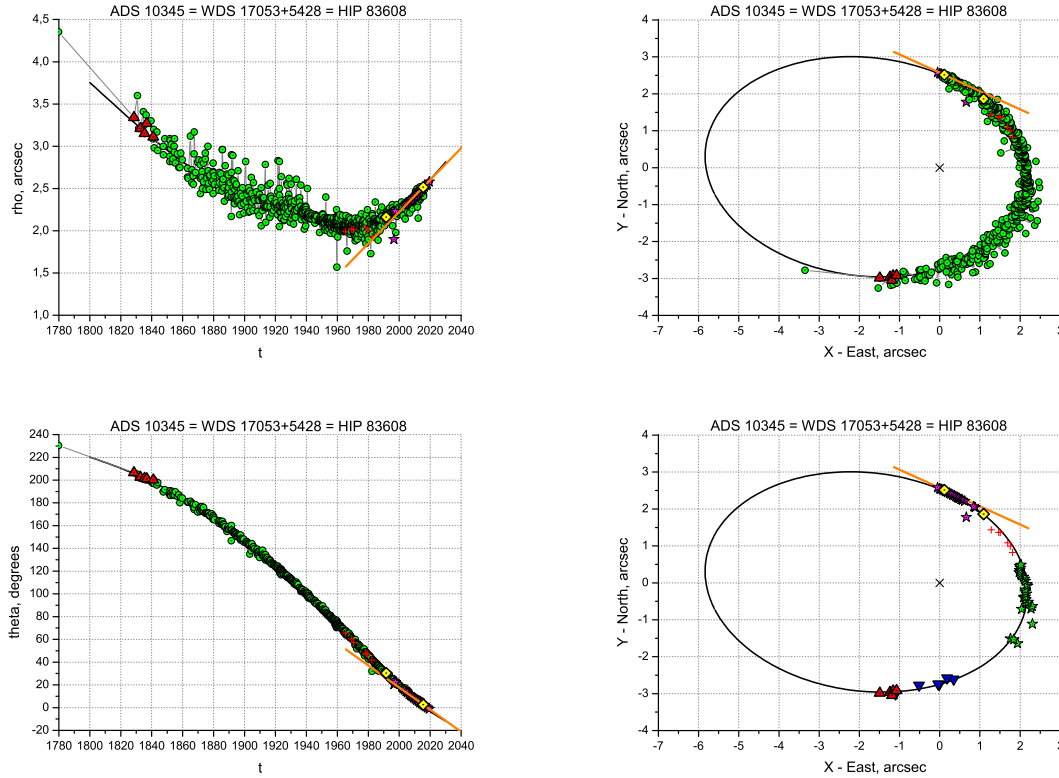 ADS 10345 = WDS 17053+5428 = HIP 83608
4,5
4,0
3,5
3,0
2,5
2,0
1,5
1,0
rho, arcsec
1780 1800 1820 1840 1860 1880 1900 1920 1940 1960 1980 2000 2020 2040
t
ADS 10345 = WDS 17053+5428 = HIP 83608
4
3
2
1
0
-1
-2
-3
-4
Y - North, arcsec
-7 -6 -5 -4 -3 -2 -1 0 1 2 3
X - East, arcsec
ADS 10345 = WDS 17053+5428 = HIP 83608
240
220
200
180
160
140
120
100
80
60
40
20
0
-20
theta, degrees
1780 1800 1820 1840 1860 1880 1900 1920 1940 1960 1980 2000 2020 2040
t
ADS 10345 = WDS 17053+5428 = HIP 83608
4
3
2
1
0
-1
-2
-3
-4
Y - North, arcsec
-7 -6 -5 -4 -3 -2 -1 0 1 2 3
X - East, arcsec